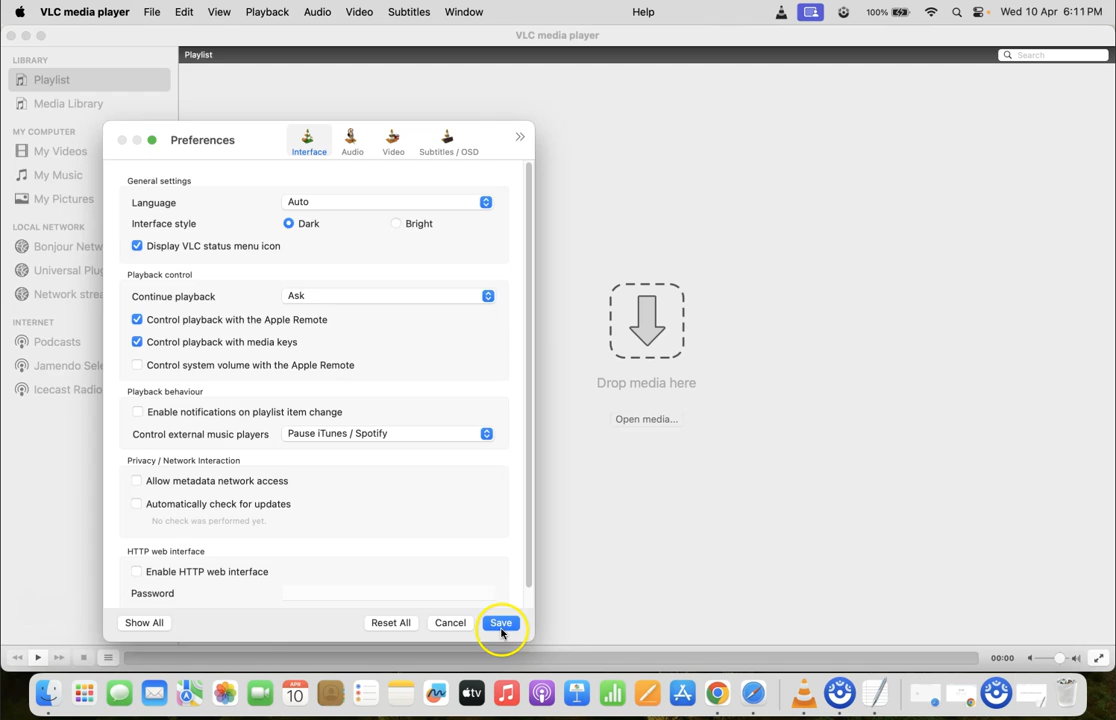 VLC media player File Edit View Playback Audio Video Subtitles Window Help 100% Wed 10 Apr 6:11 PM
VLC media player
LIBRARY
Playlist
Media Library
MY COMPUTER
My Videos
My Music
My Pictures
LOCAL NETWORK
Bonjour Netw
Universal Plug
Network strea
INTERNET
Podcasts
Jamendo Sele
Icecast Radio
Playlist
Search
Preferences
Interface Audio Video Subtitles / OSD
General settings
Language Auto
Interface style Dark Bright
Display VLC status menu icon
Playback control
Continue playback Ask
Control playback with the Apple Remote
Control playback with media keys
Control system volume with the Apple Remote
Playback behaviour
Enable notifications on playlist item change
Control external music players Pause iTunes / Spotify
Privacy / Network Interaction
Allow metadata network access
Automatically check for updates
No check was performed yet.
HTTP web interface
Enable HTTP web interface
Password
Show All Reset All Cancel Save
Drop media here
Open media...
00:00
APR
10
tv